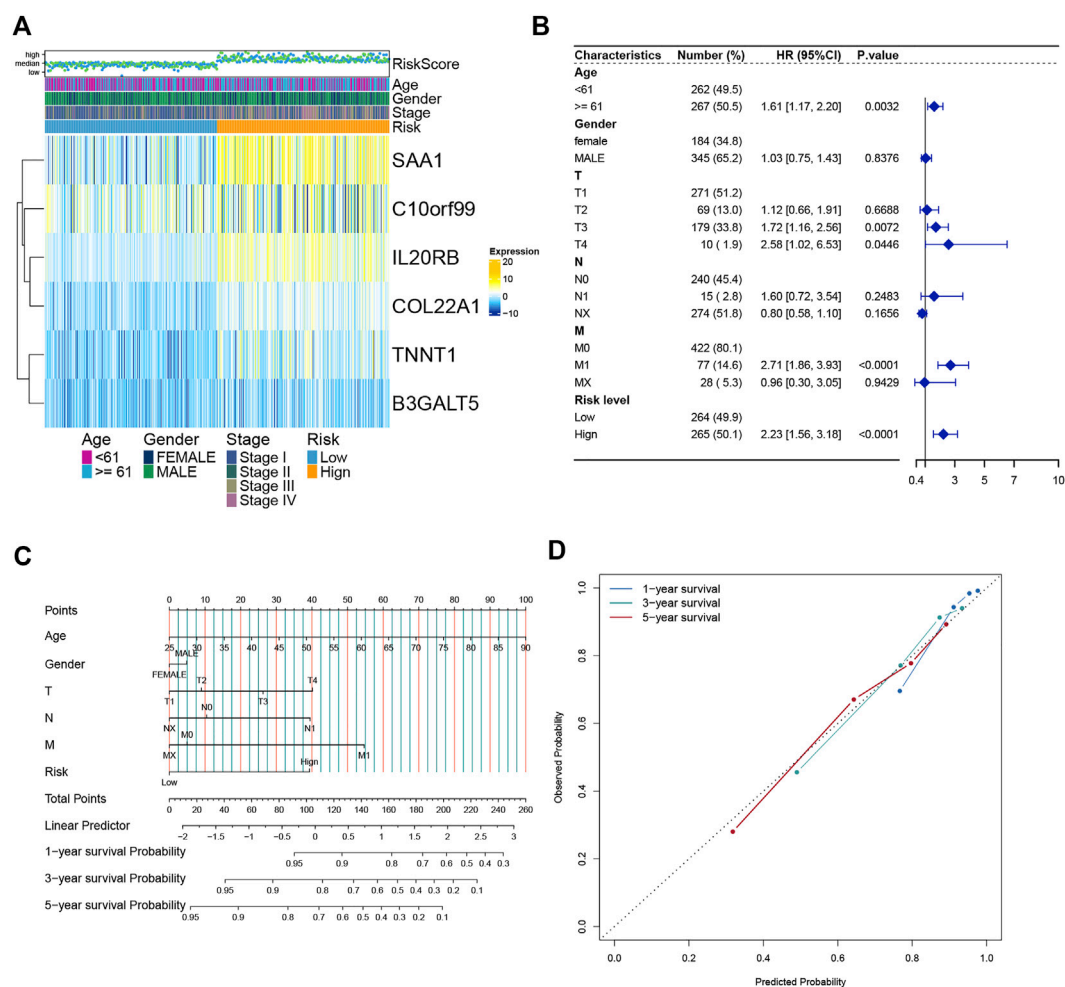 A
high
median
low
RiskScore
Age
Gender
Stage
Risk
SAA1
C10orf99
IL20RB
COL22A1
TNNT1
B3GALT5
Expression
20
10
0
−10
Age
<61
>= 61
Gender
FEMALE
MALE
Stage
Stage I
Stage II
Stage III
Stage IV
Risk
Low
Hign
B
Characteristics Number (%) HR (95%CI) P.value
Age
<61 262 (49.5)
>= 61 267 (50.5) 1.61 [1.17, 2.20] 0.0032
Gender
female 184 (34.8)
MALE 345 (65.2) 1.03 [0.75, 1.43] 0.8376
T
T1 271 (51.2)
T2 69 (13.0) 1.12 [0.66, 1.91] 0.6688
T3 179 (33.8) 1.72 [1.16, 2.56] 0.0072
T4 10 ( 1.9) 2.58 [1.02, 6.53] 0.0446
N
N0 240 (45.4)
N1 15 ( 2.8) 1.60 [0.72, 3.54] 0.2483
NX 274 (51.8) 0.80 [0.58, 1.10] 0.1656
M
M0 422 (80.1)
M1 77 (14.6) 2.71 [1.86, 3.93] <0.0001
MX 28 ( 5.3) 0.96 [0.30, 3.05] 0.9429
Risk level
Low 264 (49.9)
Hign 265 (50.1) 2.23 [1.56, 3.18] <0.0001
0.4 3 5 7 10
C
0 10 20 30 40 50 60 70 80 90 100
Points
Age
25 30 35 40 45 50 55 60 65 70 75 80 85 90
MALE
Gender
FEMALE
T2 T4
T
T1 T3
N0
N
NX N1
M0
M
MX M1
Hign
Risk
Low
Total Points
0 20 40 60 80 100 120 140 160 180 200 220 240 260
Linear Predictor
−2 −1.5 −1 −0.5 0 0.5 1 1.5 2 2.5 3
1−year survival Probability
0.95 0.9 0.8 0.7 0.6 0.5 0.4 0.3
3−year survival Probability
0.95 0.9 0.8 0.7 0.6 0.5 0.4 0.3 0.2 0.1
5−year survival Probability
0.95 0.9 0.8 0.7 0.6 0.5 0.4 0.3 0.2 0.1
D
1−year survival
3−year survival
5−year survival
Observed Probability
1.0
0.8
0.6
0.4
0.2
0.0
0.0 0.2 0.4 0.6 0.8 1.0
Predicted Probability